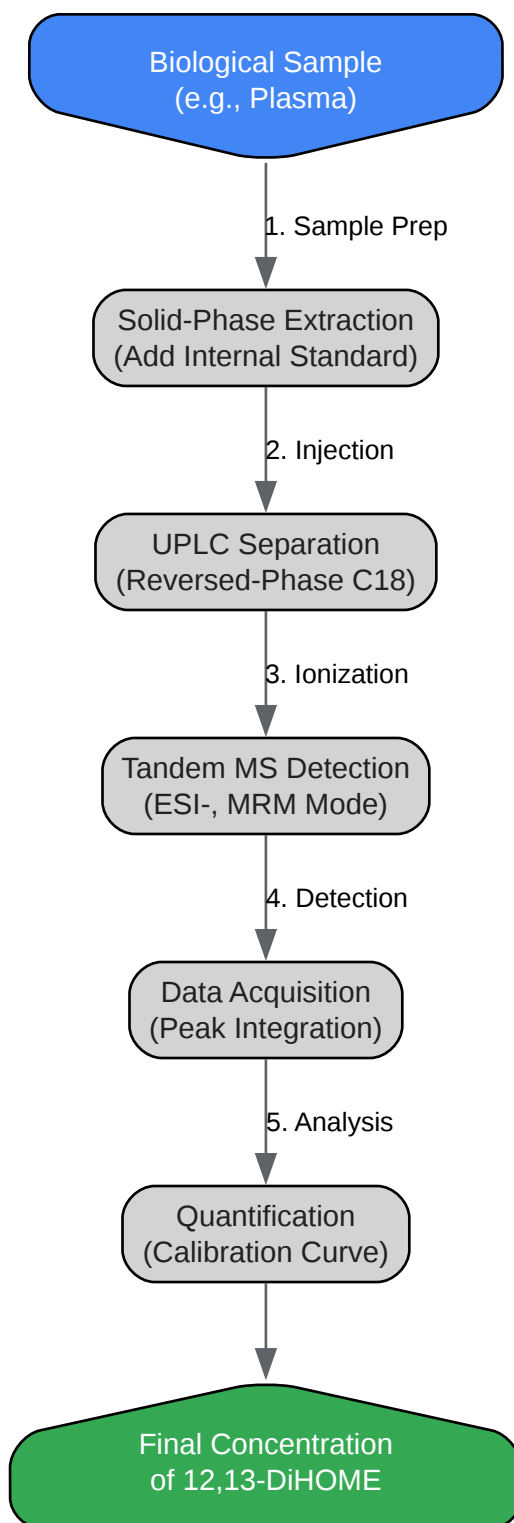 Biological Sample
(e.g., Plasma)
1. Sample Prep
Solid-Phase Extraction
(Add Internal Standard)
2. Injection
UPLC Separation
(Reversed-Phase C18)
3. Ionization
Tandem MS Detection
(ESI-, MRM Mode)
4. Detection
Data Acquisition
(Peak Integration)
5. Analysis
Quantification
(Calibration Curve)
Final Concentration
of 12,13-DiHOME